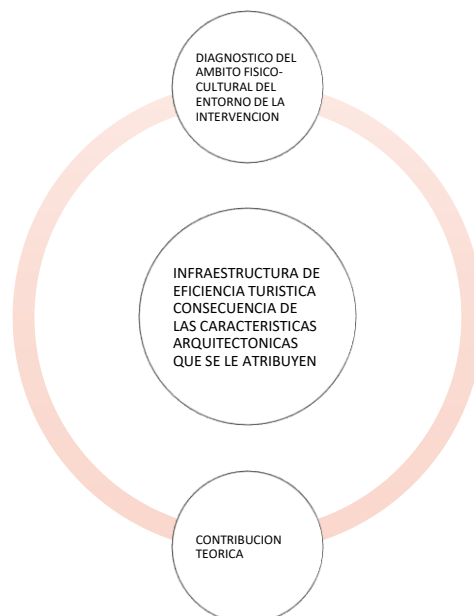 DIAGNOSTICO DEL
AMBITO FISICO-
CULTURAL DEL
ENTORNO DE LA
INTERVENCION
INFRAESTRUCTURA DE
EFICIENCIA TURISTICA
CONSECUENCIA DE
LAS CARACTERISTICAS
ARQUITECTONICAS
QUE SE LE ATRIBUYEN
CONTRIBUCION
TEORICA